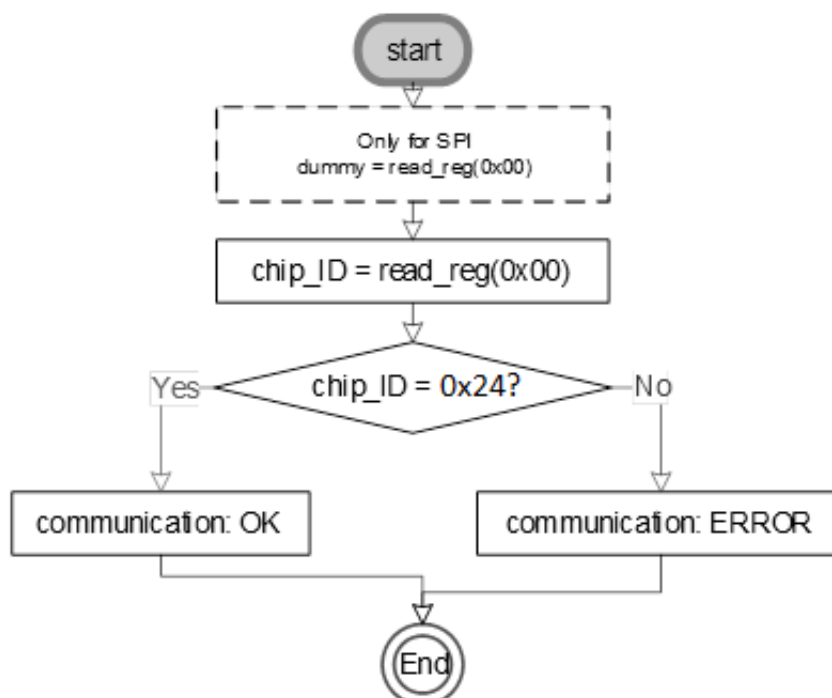 start
Only for SPI
dummy = read_reg(0x00)
chip_ID = read_reg(0x00)
chip_ID = 0x24?
Yes
No
communication: OK
communication: ERROR
End